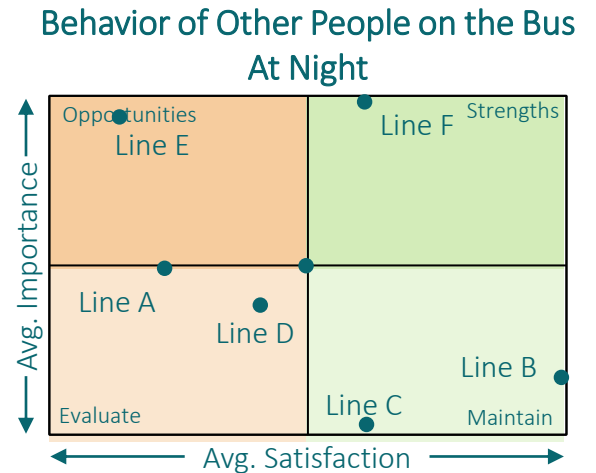 Behavior of Other People on the Bus
At Night
Opportunities
Strengths
Line E
Line F
Avg. Importance
Line A
Line D
Line B
Line C
Evaluate
Maintain
Avg. Satisfaction